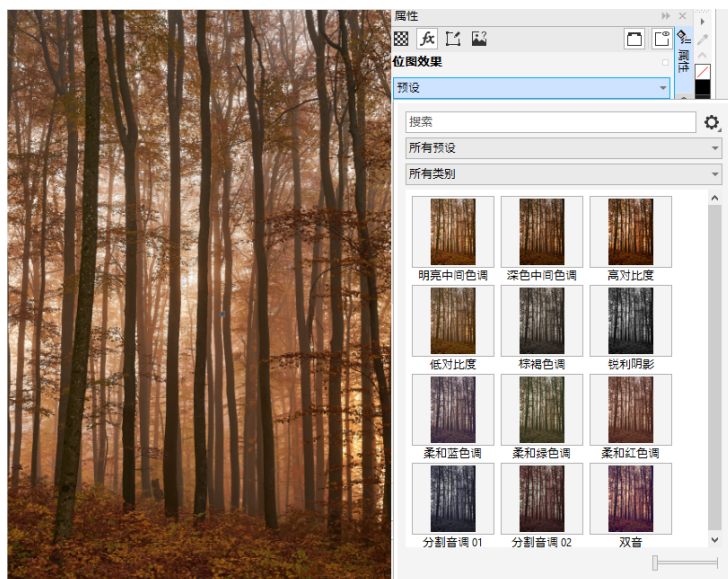 属性
位图效果
预设
属性
搜索
所有预设
所有类别
明亮中间色调
深色中间色调
高对比度
低对比度
棕褐色调
锐利阴影
柔和蓝色调
柔和绿色调
柔和红色调
分割音调 01
分割音调 02
双音